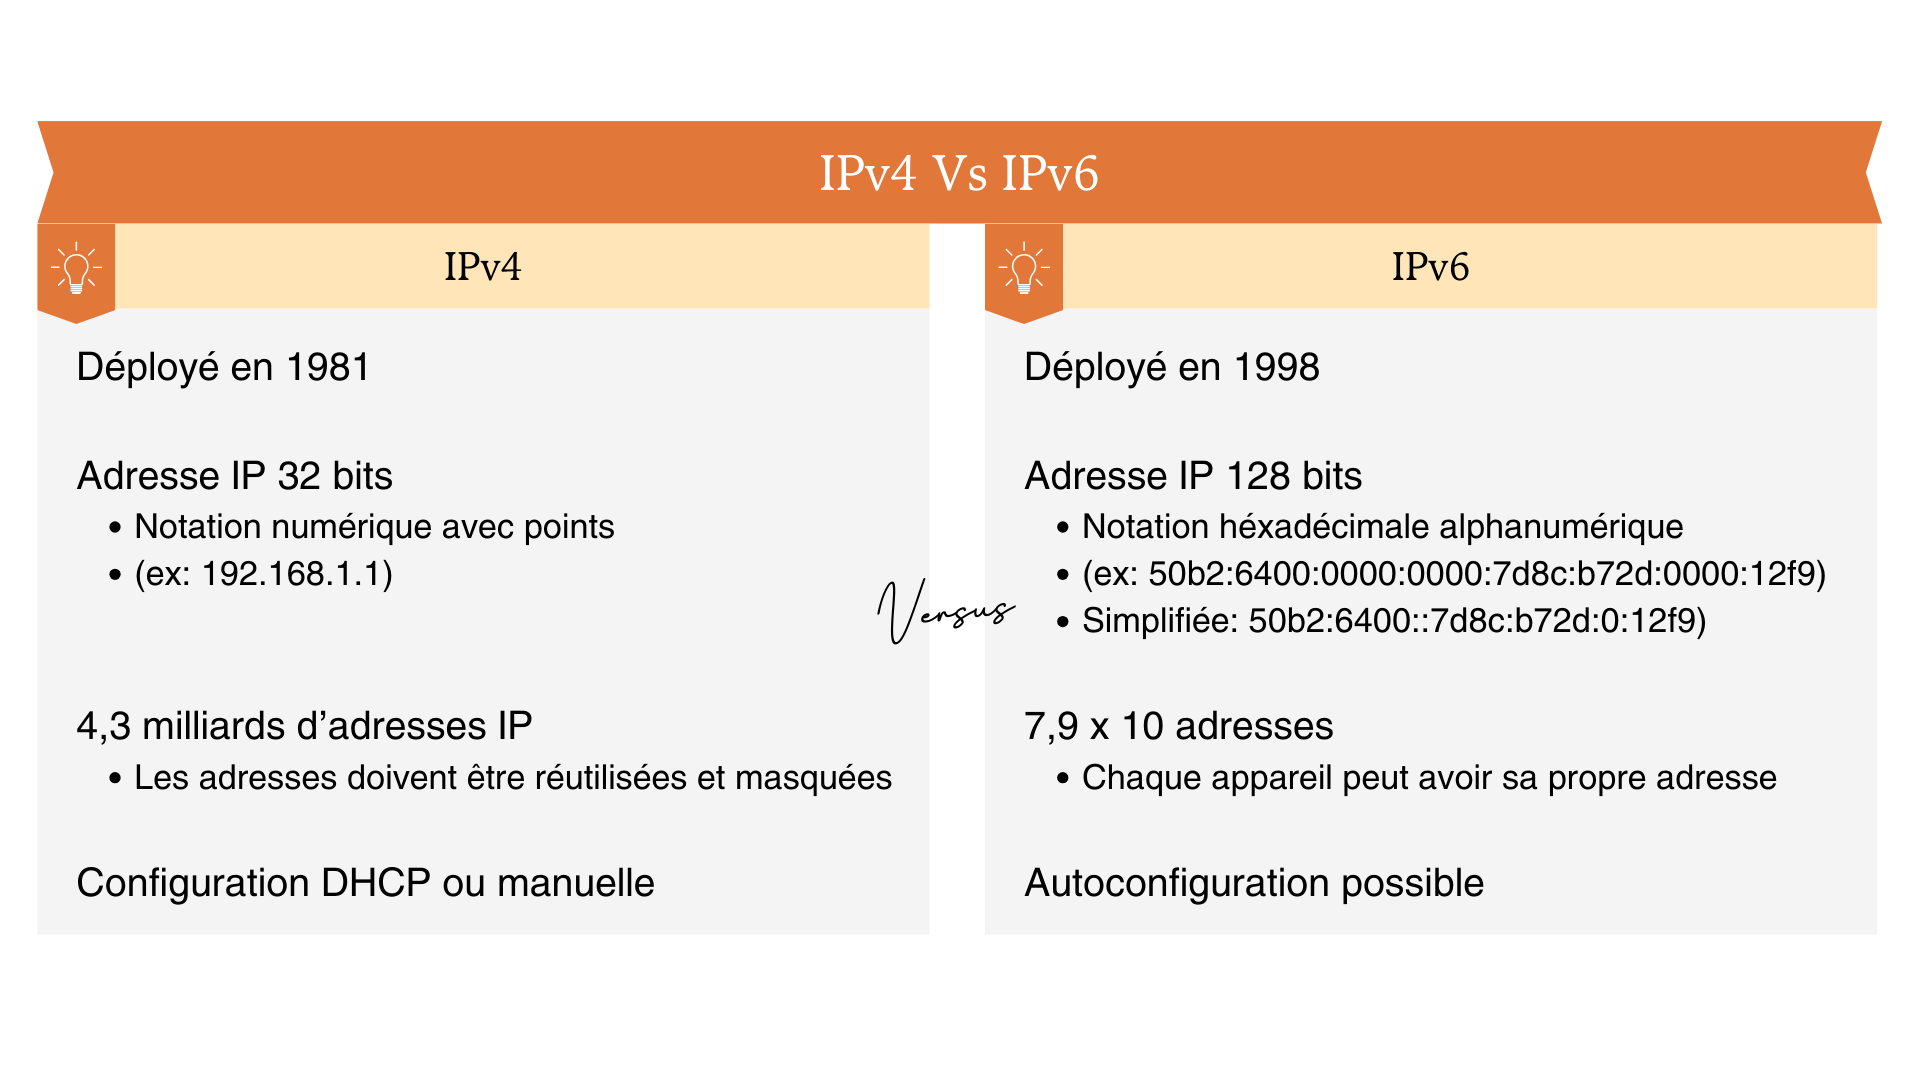 IPv4 Vs IPv6
IPv4
Déployé en 1981
Adresse IP 32 bits
• Notation numérique avec points
• (ex: 192.168.1.1)
4,3 milliards d’adresses IP
• Les adresses doivent être réutilisées et masquées
Configuration DHCP ou manuelle
Versus
IPv6
Déployé en 1998
Adresse IP 128 bits
• Notation héxadécimale alphanumérique
• (ex: 50b2:6400:0000:0000:7d8c:b72d:0000:12f9)
• Simplifiée: 50b2:6400::7d8c:b72d:0:12f9)
7,9 x 10 adresses
• Chaque appareil peut avoir sa propre adresse
Autoconfiguration possible